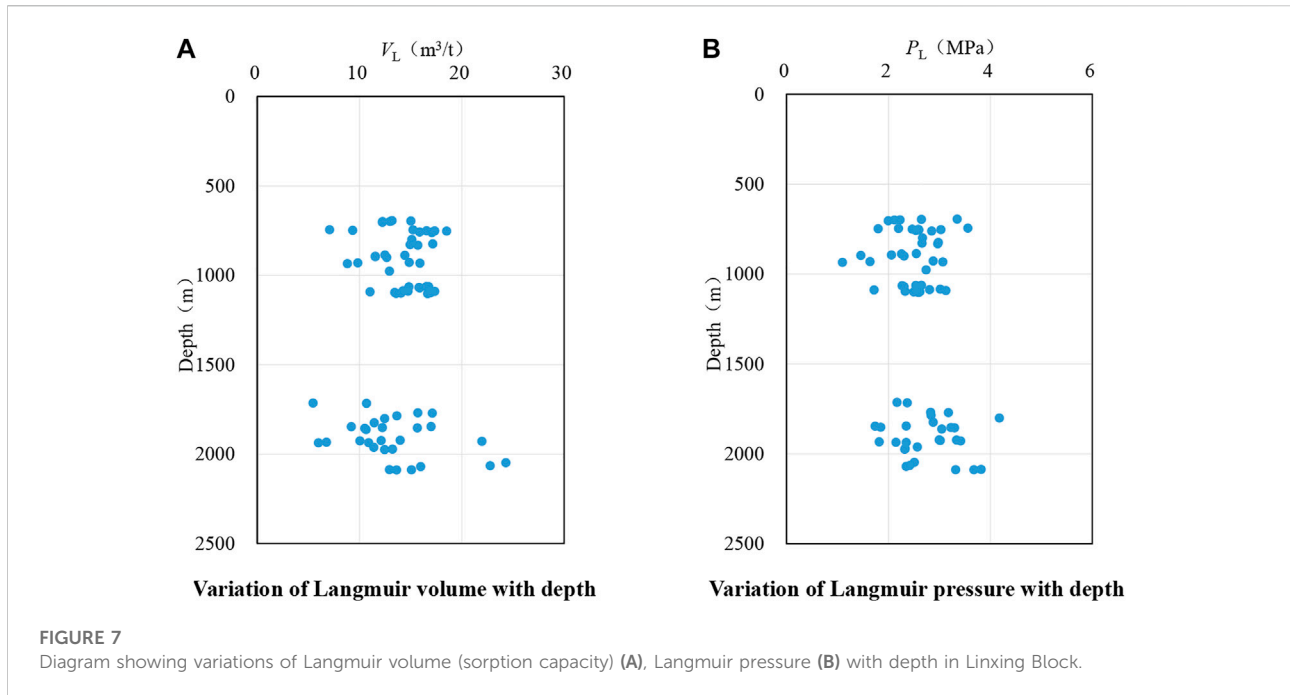 A
V_L（m³/t）
0 10 20 30
0
500
1000
1500
2000
2500
Depth（m）
Variation of Langmuir volume with depth
B
P_L（MPa）
0 2 4 6
0
500
1000
1500
2000
2500
Depth（m）
Variation of Langmuir pressure with depth
FIGURE 7
Diagram showing variations of Langmuir volume (sorption capacity) (A), Langmuir pressure (B) with depth in Linxing Block.